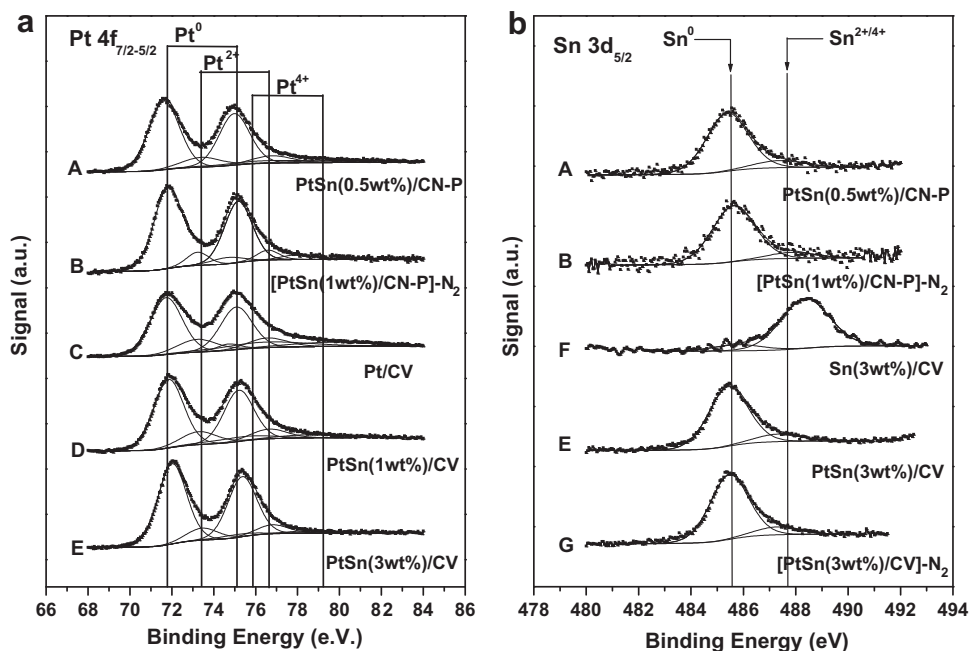 a
Pt 4f7/2-5/2
Pt0
Pt2+
Pt4+
A
PtSn(0.5wt%)/CN-P
B
[PtSn(1wt%)/CN-P]-N2
C
Pt/CV
D
PtSn(1wt%)/CV
E
PtSn(3wt%)/CV
Signal (a.u.)
66 68 70 72 74 76 78 80 82 84 86
Binding Energy (e.V.)
b
Sn 3d5/2
Sn0
Sn2+/4+
A
PtSn(0.5wt%)/CN-P
B
[PtSn(1wt%)/CN-P]-N2
F
Sn(3wt%)/CV
E
PtSn(3wt%)/CV
G
[PtSn(3wt%)/CV]-N2
Signal (a.u.)
478 480 482 484 486 488 490 492 494
Binding Energy (eV)